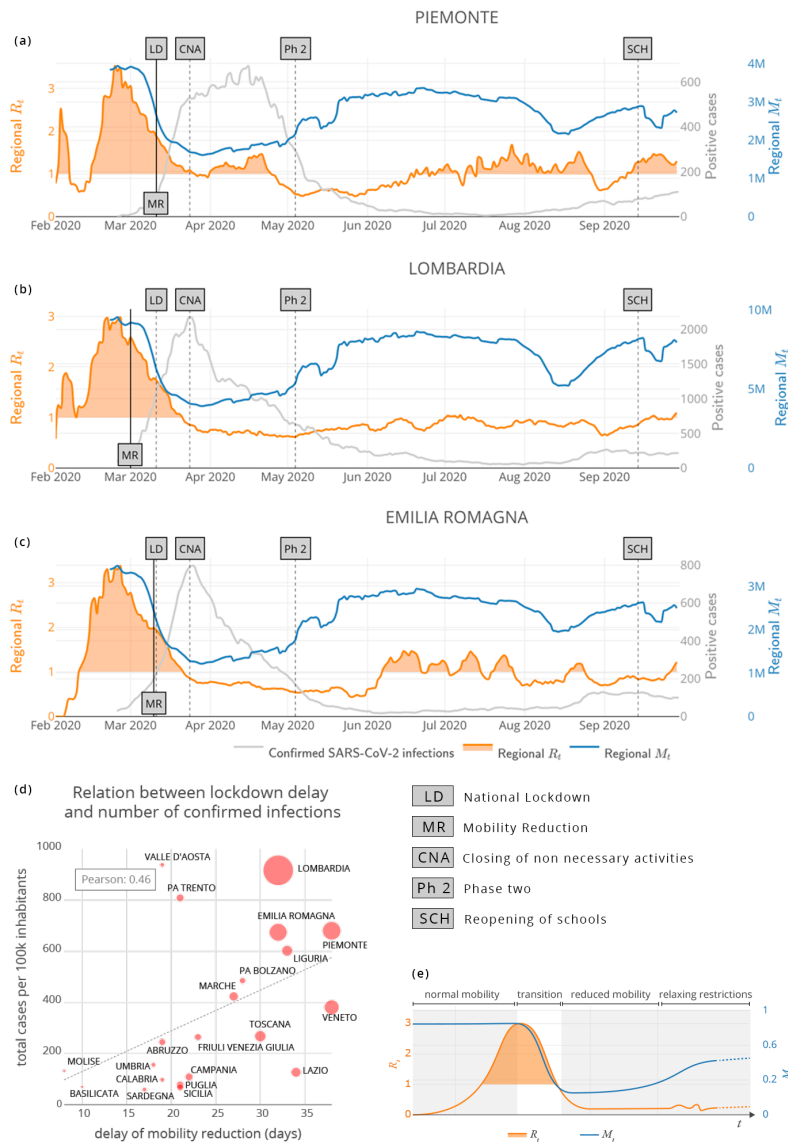 PIEMONTE
(a)
LD
CNA
Ph 2
SCH
MR
Regional Rt
3
2
1
0
Positive cases
600
400
200
0
Regional Mt
4M
3M
2M
1M
0
Feb 2020
Mar 2020
Apr 2020
May 2020
Jun 2020
Jul 2020
Aug 2020
Sep 2020
LOMBARDIA
(b)
LD
CNA
Ph 2
SCH
MR
Regional Rt
3
2
1
0
Positive cases
2000
1500
1000
500
0
Regional Mt
10M
5M
0
Feb 2020
Mar 2020
Apr 2020
May 2020
Jun 2020
Jul 2020
Aug 2020
Sep 2020
EMILIA ROMAGNA
(c)
LD
CNA
Ph 2
SCH
MR
Regional Rt
3
2
1
0
Positive cases
800
600
400
200
0
Regional Mt
3M
2M
1M
0
Feb 2020
Mar 2020
Apr 2020
May 2020
Jun 2020
Jul 2020
Aug 2020
Sep 2020
Confirmed SARS-CoV-2 infections
Regional Rt
Regional Mt
(d)
Relation between lockdown delay
and number of confirmed infections
total cases per 100k inhabitants
1000
800
600
400
200
0
Pearson: 0.46
VALLE D'AOSTA
LOMBARDIA
PA TRENTO
EMILIA ROMAGNA
PIEMONTE
LIGURIA
PA BOLZANO
MARCHE
VENETO
TOSCANA
FRIULI VENEZIA GIULIA
ABRUZZO
MOLISE
UMBRIA
CAMPANIA
LAZIO
CALABRIA
PUGLIA
BASILICATA
SARDEGNA
SICILIA
10
15
20
25
30
35
delay of mobility reduction (days)
LD National Lockdown
MR Mobility Reduction
CNA Closing of non necessary activities
Ph 2 Phase two
SCH Reopening of schools
(e)
normal mobility
transition
reduced mobility
relaxing restrictions
Rt
3
2
1
0
1
0.6
0.2
0
t
Rt
Mt